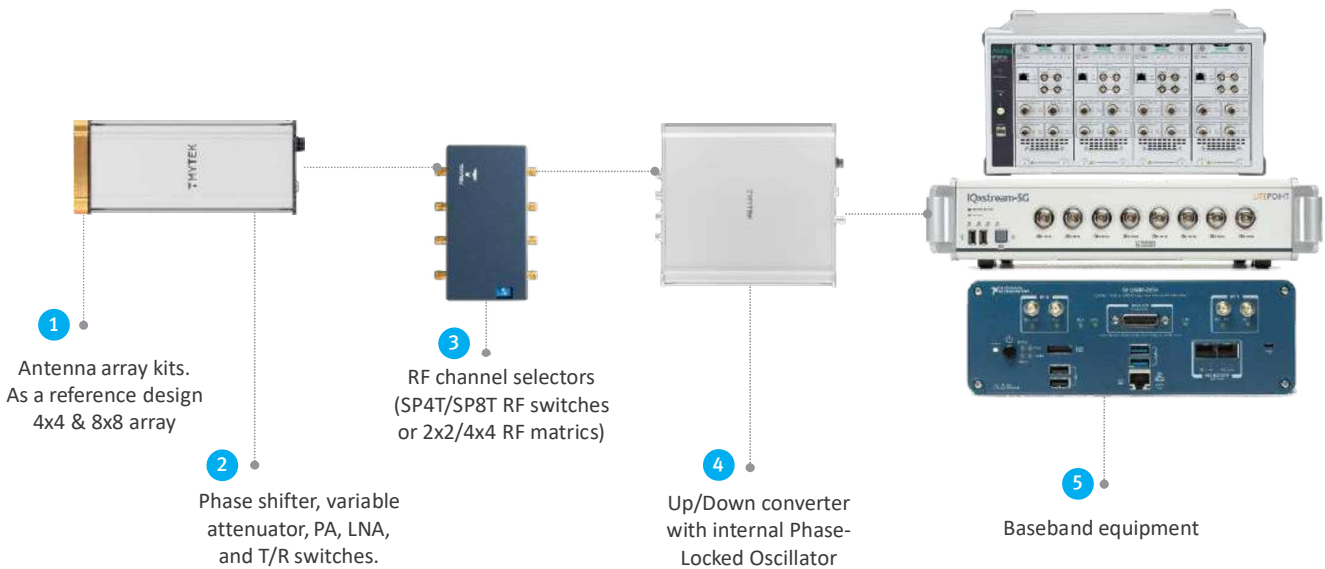 TMYTEK
TMYTEK
IQxstream-5G
LITEPOINT
1
Antenna array kits.
As a reference design
4x4 & 8x8 array
2
Phase shifter, variable
attenuator, PA, LNA,
and T/R switches.
3
RF channel selectors
(SP4T/SP8T RF switches
or 2x2/4x4 RF matrics)
4
Up/Down converter
with internal Phase-
Locked Oscillator
5
Baseband equipment